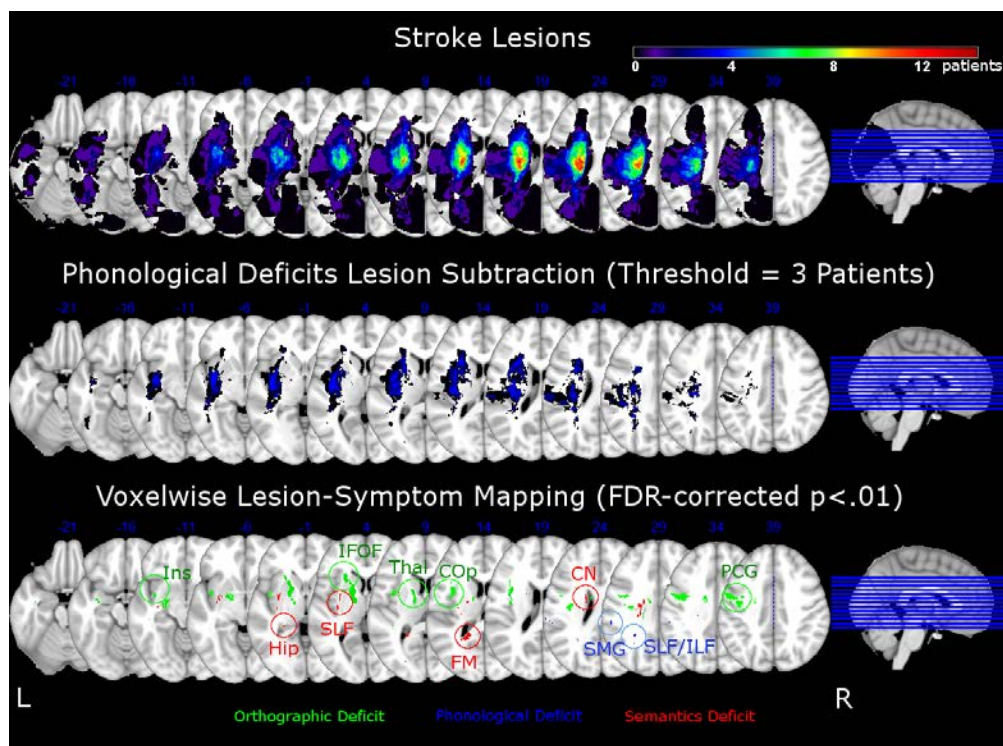 Stroke Lesions
0 4 8 12 patients
-21 -16 -11 -6 -1 4 9 14 19 24 29 34 39
Phonological Deficits Lesion Subtraction (Threshold = 3 Patients)
-21 -16 -11 -6 -1 4 9 14 19 24 29 34 39
Voxelwise Lesion-Symptom Mapping (FDR-corrected p<.01)
-21 -16 -11 -6 -1 4 9 14 19 24 29 34 39
Ins IFOF Thal COp CN PCG
Hip SLF FM SMG SLF/ILF
L R
Orthographic Deficit Phonological Deficit Semantics Deficit